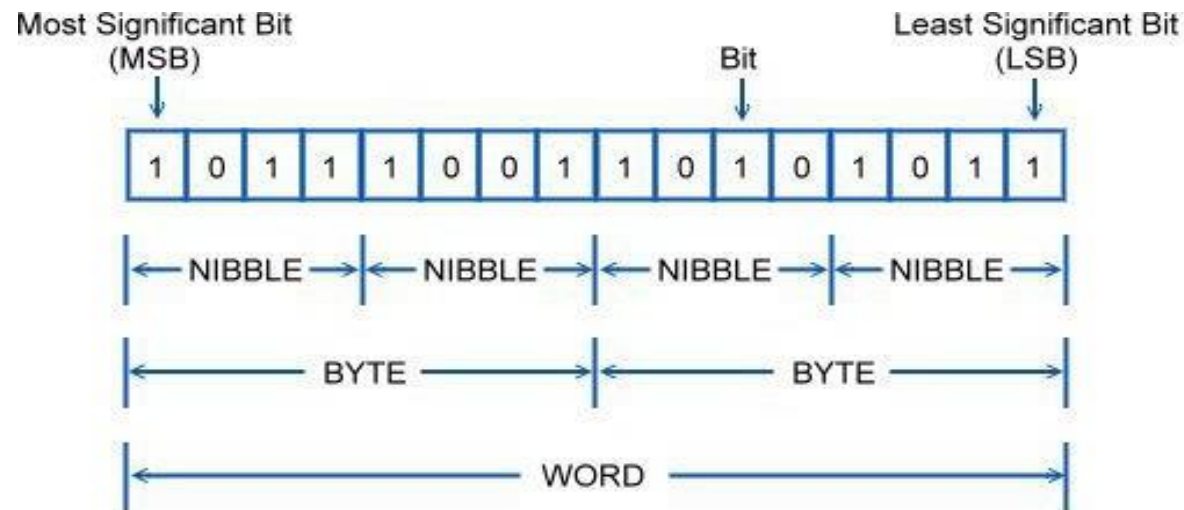 Most Significant Bit
(MSB)
Bit
Least Significant Bit
(LSB)
1 0 1 1 1 0 0 1 1 0 1 0 1 0 1 1
NIBBLE NIBBLE NIBBLE NIBBLE
BYTE BYTE
WORD